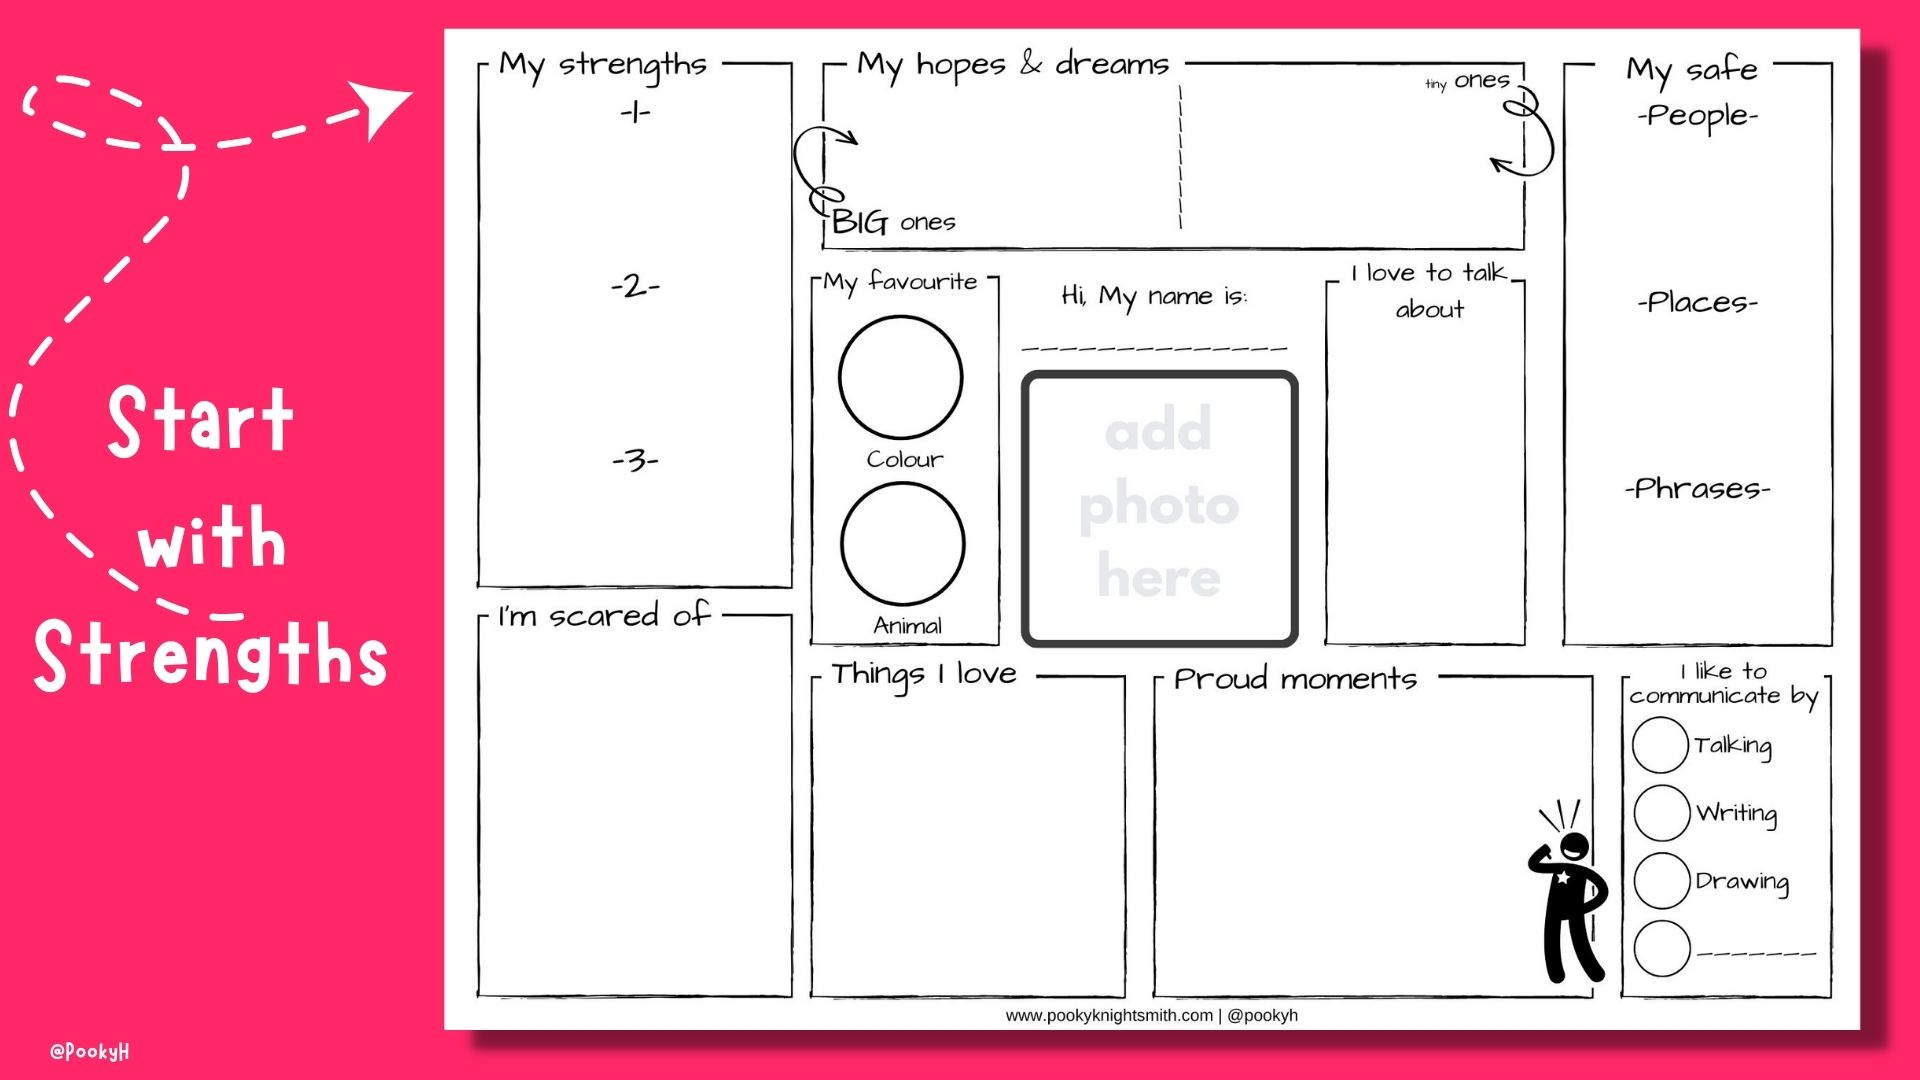 Start
with
Strengths
@PookyH
My strengths
-1-
-2-
-3-
My hopes & dreams
tiny ones
BIG ones
My safe
-People-
-Places-
-Phrases-
My favourite
Colour
Animal
Hi, My name is:
add
photo
here
I love to talk
about
I'm scared of
Things I love
Proud moments
I like to
communicate by
Talking
Writing
Drawing
www.pookyknightsmith.com | @pookyh